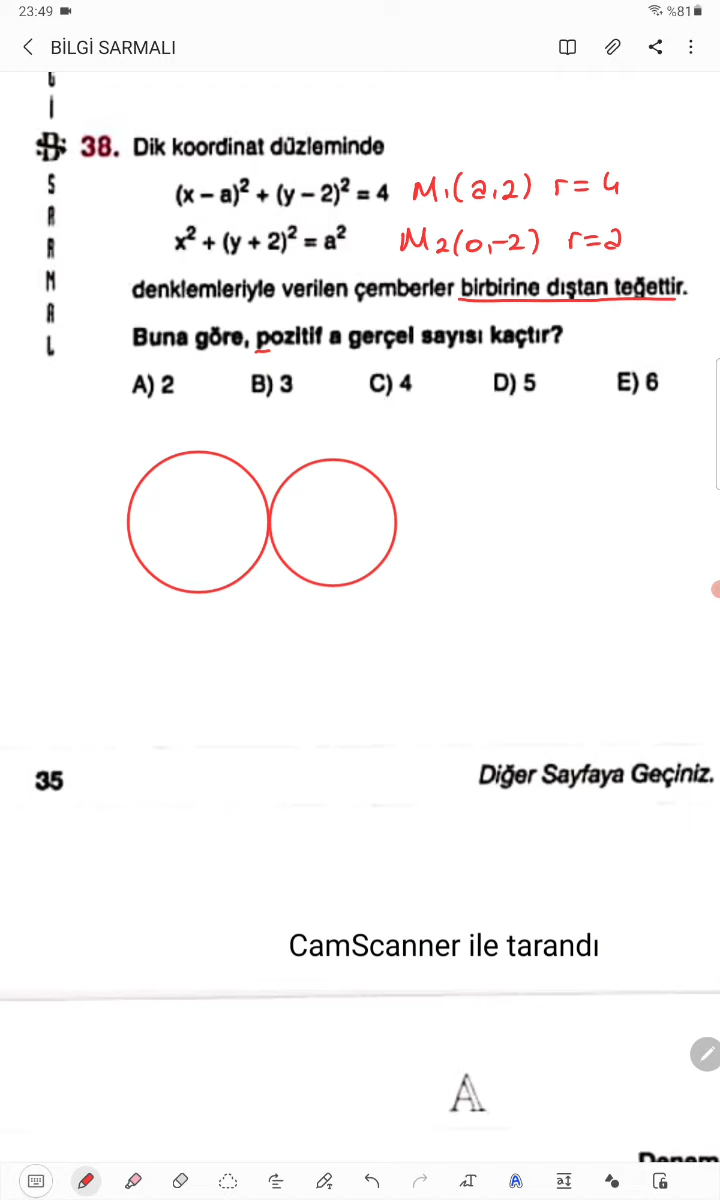 23:49 %81
BİLGİ SARMALI
İ
B
S
A
R
M
A
L
38. Dik koordinat düzleminde
(x – a)² + (y – 2)² = 4 M₁(a,2) r=4
x² + (y + 2)² = a² M₂(0,-2) r=a
denklemleriyle verilen çemberler birbirine dıştan teğettir.
Buna göre, pozitif a gerçel sayısı kaçtır?
A) 2 B) 3 C) 4 D) 5 E) 6
35 Diğer Sayfaya Geçiniz.
CamScanner ile tarandı
A